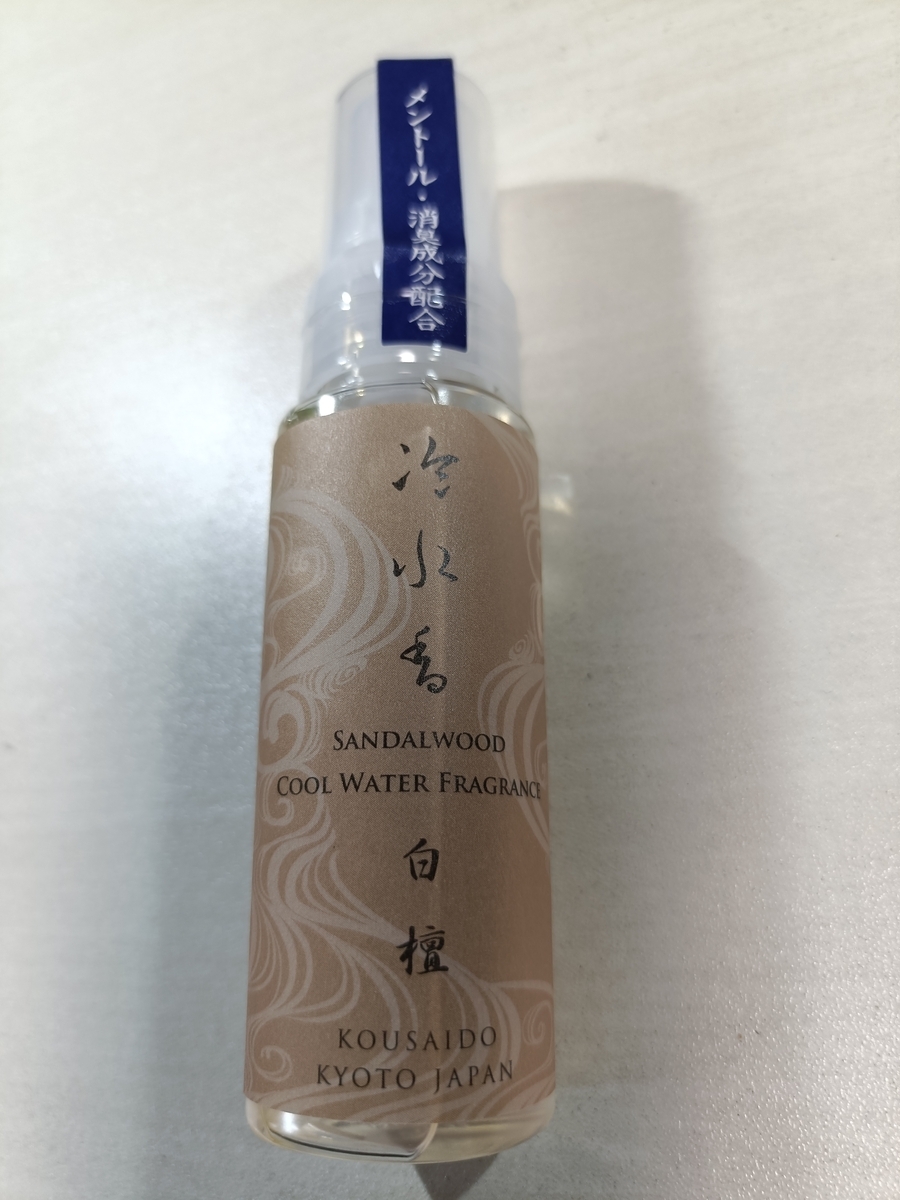 メントール・消臭成分配合
冷水香
SANDALWOOD
COOL WATER FRAGRANCE
白檀
KOUSAIDO
KYOTO JAPAN